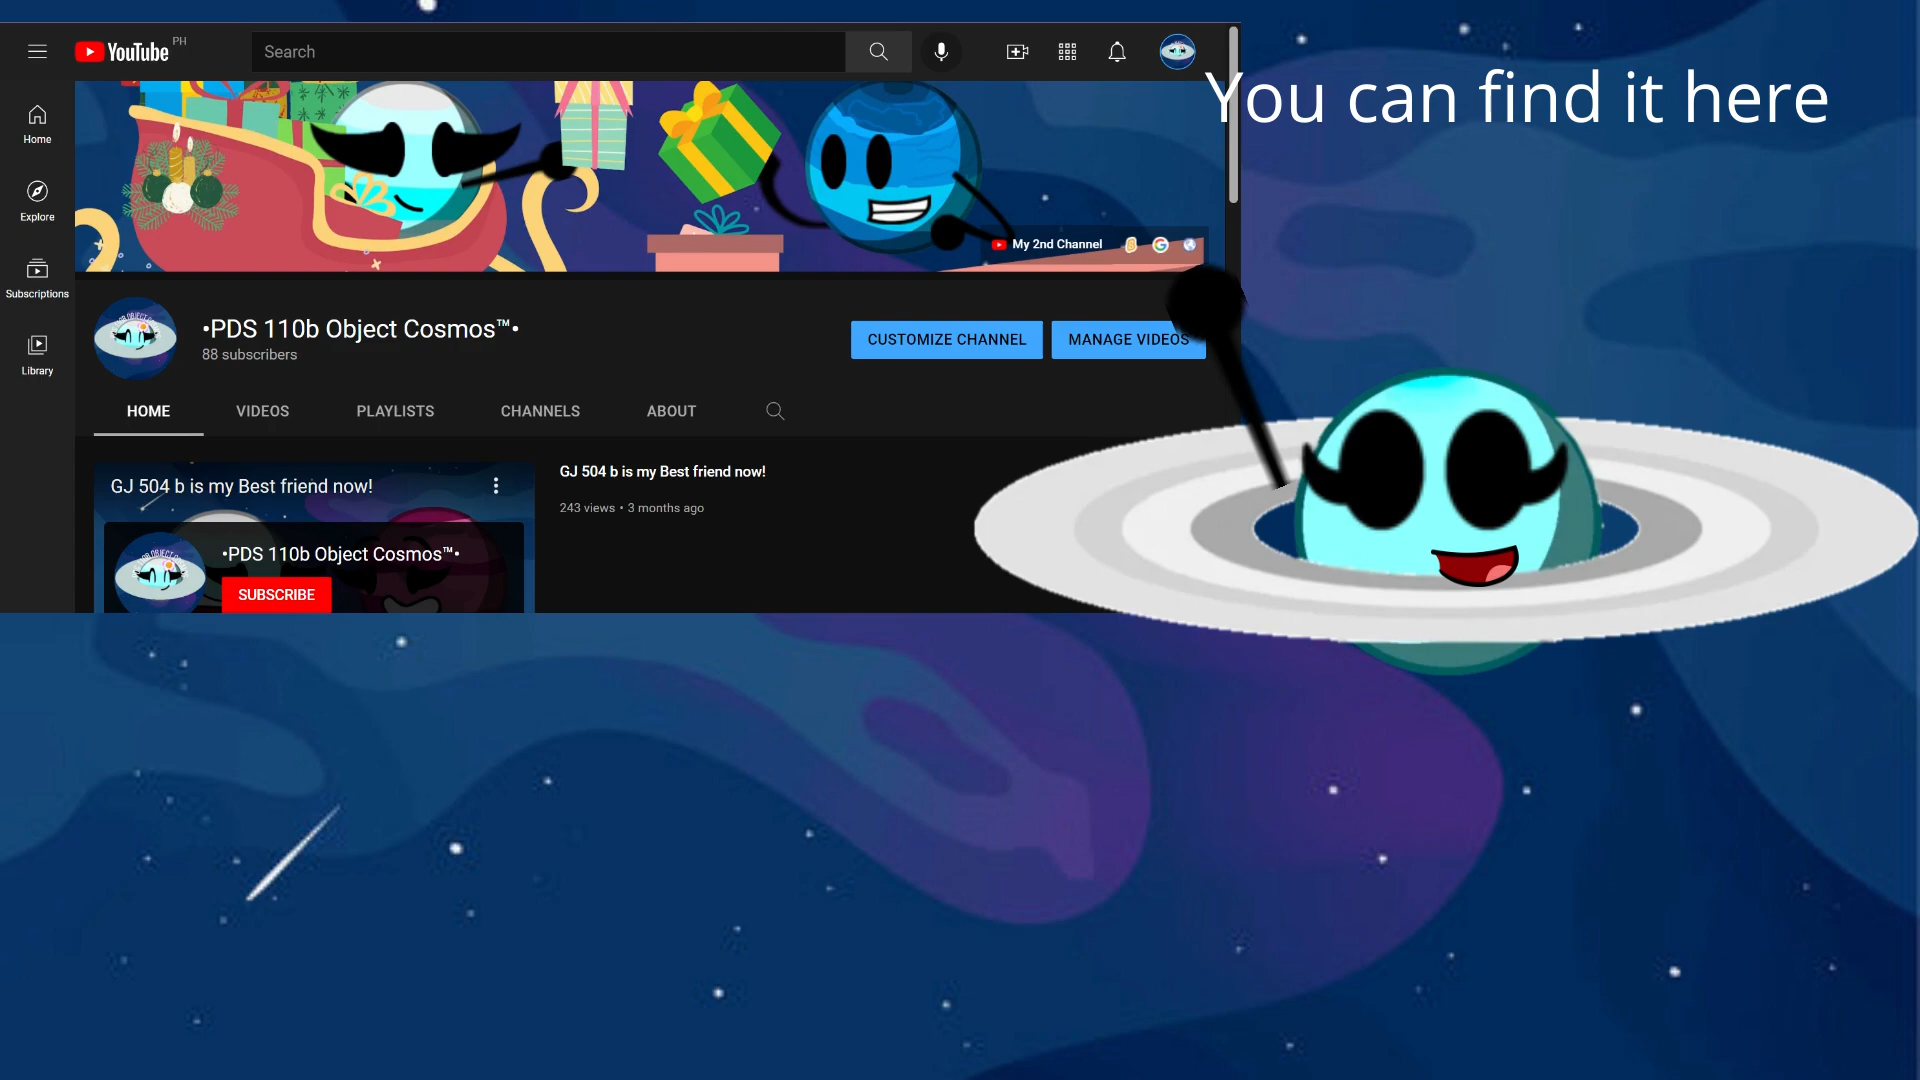 YouTube PH
Search
You can find it here
Home
Explore
Subscriptions
Library
My 2nd Channel
•PDS 110b Object Cosmos™•
88 subscribers
CUSTOMIZE CHANNEL
MANAGE VIDEOS
HOME
VIDEOS
PLAYLISTS
CHANNELS
ABOUT
GJ 504 b is my Best friend now!
GJ 504 b is my Best friend now!
243 views • 3 months ago
•PDS 110b Object Cosmos™•
SUBSCRIBE